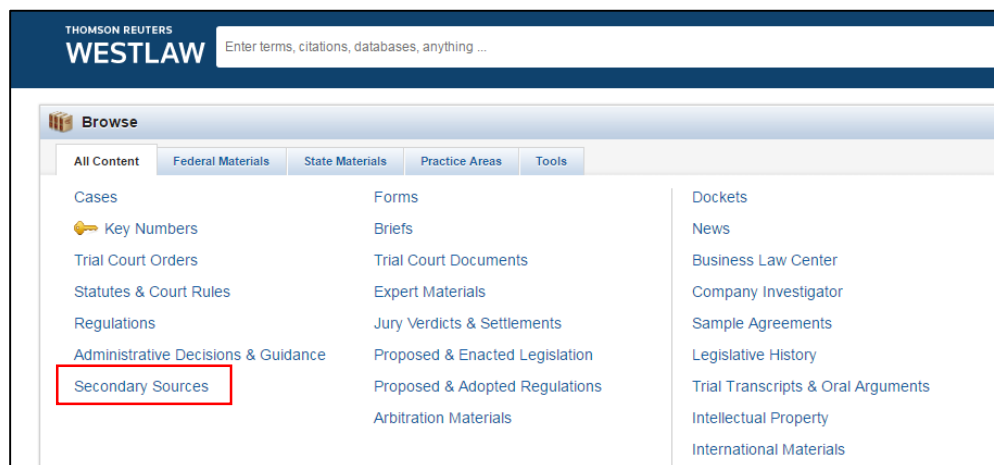 THOMSON REUTERS
WESTLAW
Enter terms, citations, databases, anything ...
Browse
All Content
Federal Materials
State Materials
Practice Areas
Tools
Cases
Key Numbers
Trial Court Orders
Statutes & Court Rules
Regulations
Administrative Decisions & Guidance
Secondary Sources
Forms
Briefs
Trial Court Documents
Expert Materials
Jury Verdicts & Settlements
Proposed & Enacted Legislation
Proposed & Adopted Regulations
Arbitration Materials
Dockets
News
Business Law Center
Company Investigator
Sample Agreements
Legislative History
Trial Transcripts & Oral Arguments
Intellectual Property
International Materials